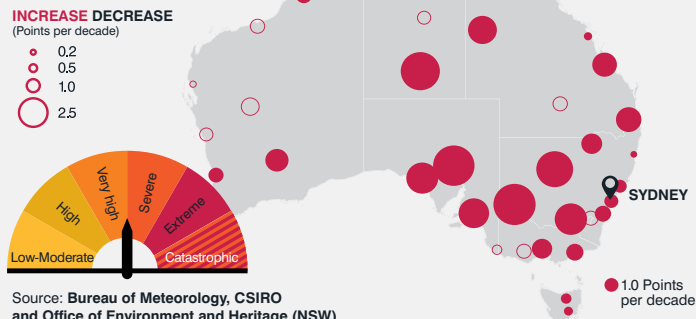 INCREASE DECREASE
(Points per decade)
0.2
0.5
1.0
2.5
Low-Moderate
High
Very high
Severe
Extreme
Catastrophic
SYDNEY
1.0 Points
per decade
Source: Bureau of Meteorology, CSIRO
and Office of Environment and Heritage (NSW)